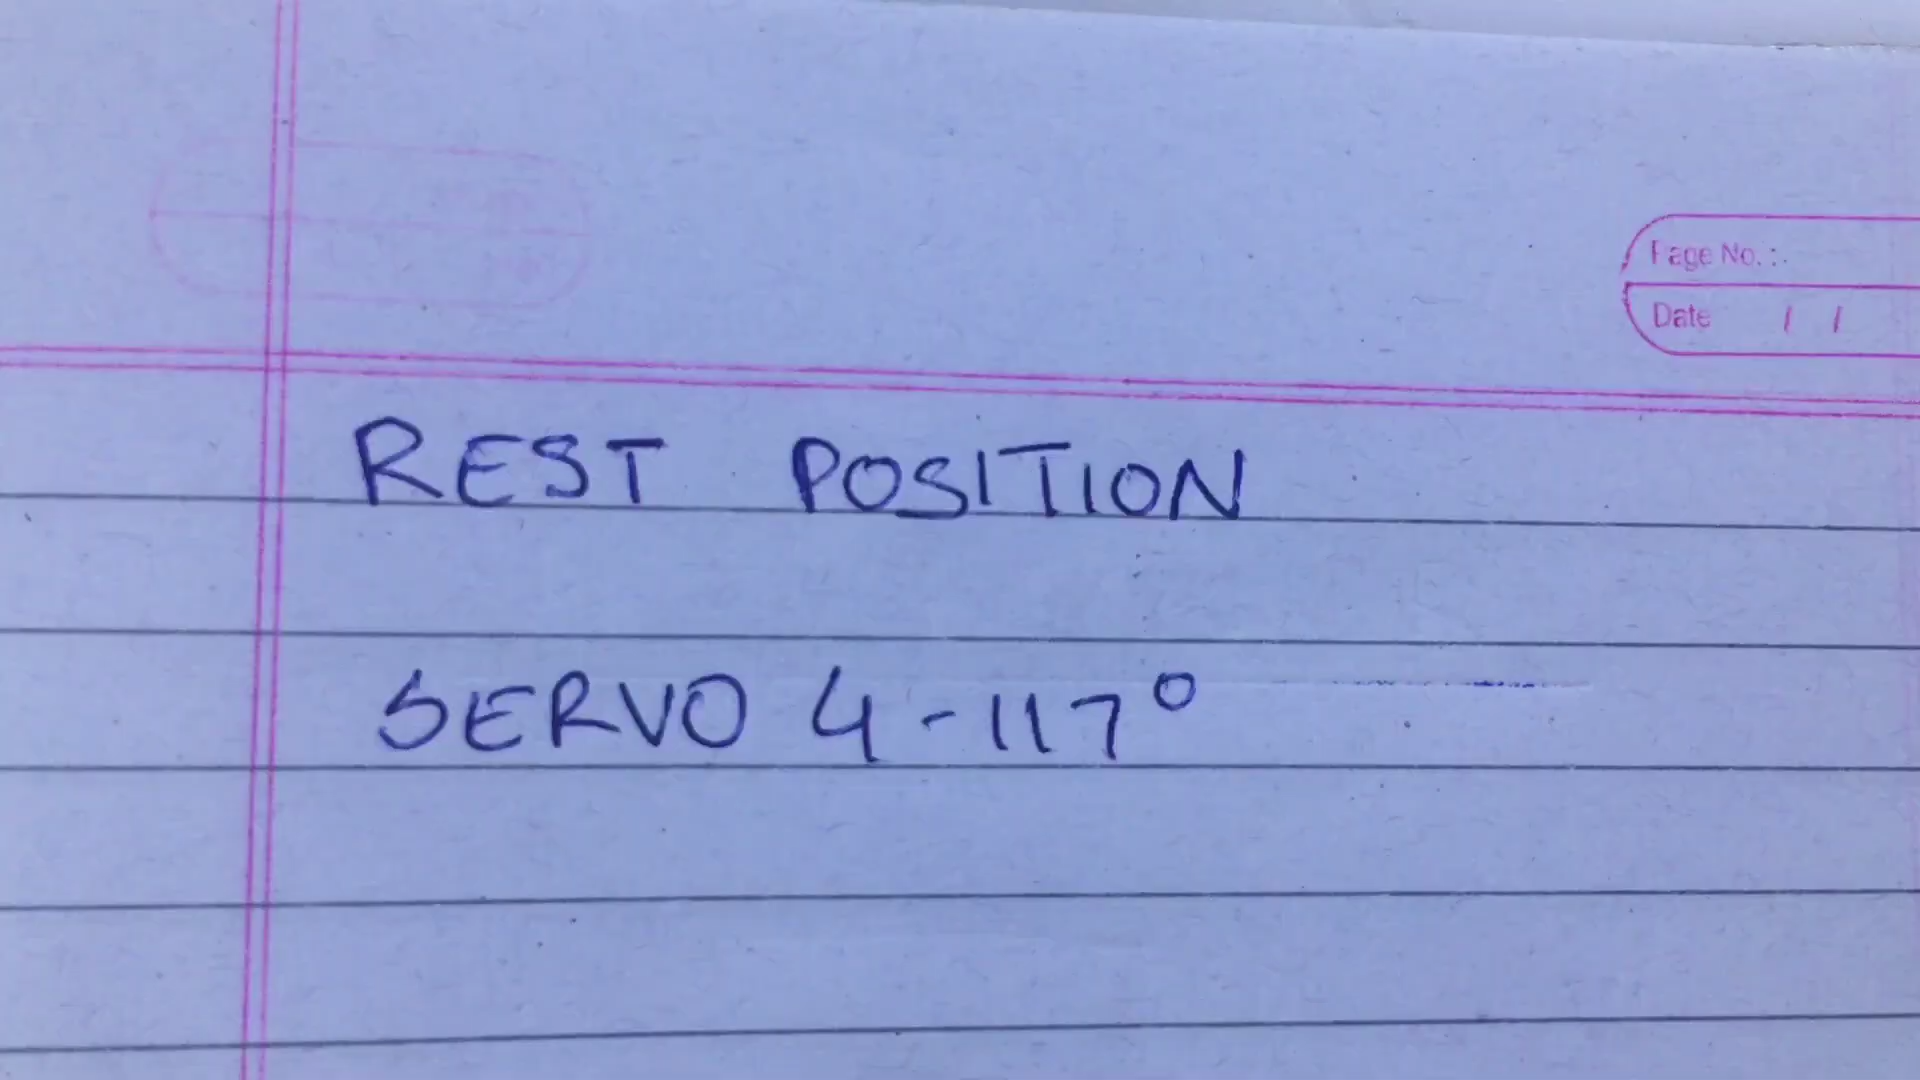 Page No. :
Date / /
REST POSITION
SERVO 4 - 117°